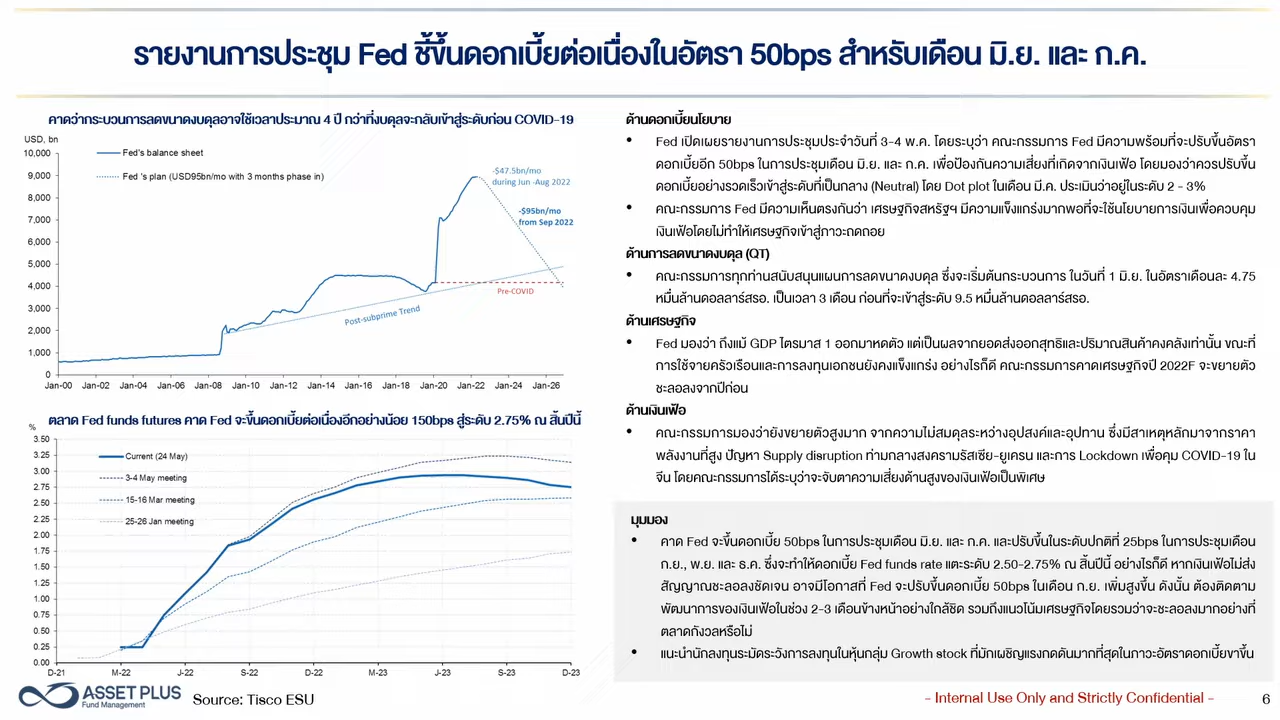 รายงานการประชุม Fed ชี้ขึ้นดอกเบี้ยต่อเนื่องในอัตรา 50bps สำหรับเดือน มิ.ย. และ ก.ค.
คาดว่ากระบวนการลดขนาดงบดุลอาจใช้เวลาประมาณ 4 ปี กว่าที่งบดุลจะกลับเข้าสู่ระดับก่อน COVID-19
USD, bn
10,000
9,000
8,000
7,000
6,000
5,000
4,000
3,000
2,000
1,000
0
Fed's balance sheet
Fed 's plan (USD95bn/mo with 3 months phase in)
-$47.5bn/mo
during Jun -Aug 2022
-$95bn/mo
from Sep 2022
Pre-COVID
Post-subprime Trend
Jan-00 Jan-02 Jan-04 Jan-06 Jan-08 Jan-10 Jan-12 Jan-14 Jan-16 Jan-18 Jan-20 Jan-22 Jan-24 Jan-26
ตลาด Fed funds futures คาด Fed จะขึ้นดอกเบี้ยต่อเนื่องอีกอย่างน้อย 150bps สู่ระดับ 2.75% ณ สิ้นปีนี้
%
3.50
3.25
3.00
2.75
2.50
2.25
2.00
1.75
1.50
1.25
1.00
0.75
0.50
0.25
0.00
Current (24 May)
3-4 May meeting
15-16 Mar meeting
25-26 Jan meeting
D-21 M-22 J-22 S-22 D-22 M-23 J-23 S-23 D-23
ด้านดอกเบี้ยนโยบาย
• Fed เปิดเผยรายงานการประชุมประจำวันที่ 3-4 พ.ค. โดยระบุว่า คณะกรรมการ Fed มีความพร้อมที่จะปรับขึ้นอัตรา
ดอกเบี้ยอีก 50bps ในการประชุมเดือน มิ.ย. และ ก.ค. เพื่อป้องกันความเสี่ยงที่เกิดจากเงินเฟ้อ โดยมองว่าควรปรับขึ้น
ดอกเบี้ยอย่างรวดเร็วเข้าสู่ระดับที่เป็นกลาง (Neutral) โดย Dot plot ในเดือน มี.ค. ประเมินว่าอยู่ในระดับ 2 - 3%
• คณะกรรมการ Fed มีความเห็นตรงกันว่า เศรษฐกิจสหรัฐฯ มีความแข็งแกร่งมากพอที่จะใช้นโยบายการเงินเพื่อควบคุม
เงินเฟ้อโดยไม่ทำให้เศรษฐกิจเข้าสู่ภาวะถดถอย
ด้านการลดขนาดงบดุล (QT)
• คณะกรรมการทุกท่านสนับสนุนแผนการลดขนาดงบดุล ซึ่งจะเริ่มต้นกระบวนการ ในวันที่ 1 มิ.ย. ในอัตราเดือนละ 4.75
หมื่นล้านดอลลาร์สรอ. เป็นเวลา 3 เดือน ก่อนที่จะเข้าสู่ระดับ 9.5 หมื่นล้านดอลลาร์สรอ.
ด้านเศรษฐกิจ
• Fed มองว่า ถึงแม้ GDP ไตรมาส 1 ออกมาหดตัว แต่เป็นผลจากยอดส่งออกสุทธิและปริมาณสินค้าคงคลังเท่านั้น ขณะที่
การใช้จ่ายครัวเรือนและการลงทุนเอกชนยังคงแข็งแกร่ง อย่างไรก็ดี คณะกรรมการคาดเศรษฐกิจปี 2022F จะขยายตัว
ชะลอลงจากปีก่อน
ด้านเงินเฟ้อ
• คณะกรรมการมองว่ายังขยายตัวสูงมาก จากความไม่สมดุลระหว่างอุปสงค์และอุปทาน ซึ่งมีสาเหตุหลักมาจากราคา
พลังงานที่สูง ปัญหา Supply disruption ท่ามกลางสงครามรัสเซีย-ยูเครน และการ Lockdown เพื่อคุม COVID-19 ใน
จีน โดยคณะกรรมการได้ระบุว่าจะจับตาความเสี่ยงด้านสูงของเงินเฟ้อเป็นพิเศษ
มุมมอง
• คาด Fed จะขึ้นดอกเบี้ย 50bps ในการประชุมเดือน มิ.ย. และ ก.ค. และปรับขึ้นในระดับปกติที่ 25bps ในการประชุมเดือน
ก.ย., พ.ย. และ ธ.ค. ซึ่งจะทำให้ดอกเบี้ย Fed funds rate แตะระดับ 2.50-2.75% ณ สิ้นปีนี้ อย่างไรก็ดี หากเงินเฟ้อไม่ส่ง
สัญญาณชะลอลงชัดเจน อาจมีโอกาสที่ Fed จะปรับขึ้นดอกเบี้ย 50bps ในเดือน ก.ย. เพิ่มสูงขึ้น ดังนั้น ต้องติดตาม
พัฒนาการของเงินเฟ้อในช่วง 2-3 เดือนข้างหน้าอย่างใกล้ชิด รวมถึงแนวโน้มเศรษฐกิจโดยรวมว่าจะชะลอลงมากอย่างที่
ตลาดกังวลหรือไม่
• แนะนำนักลงทุนระมัดระวังการลงทุนในหุ้นกลุ่ม Growth stock ที่มักเผชิญแรงกดดันมากที่สุดในภาวะอัตราดอกเบี้ยขาขึ้น
ASSET PLUS
Fund Management
Source: Tisco ESU
- Internal Use Only and Strictly Confidential -
6